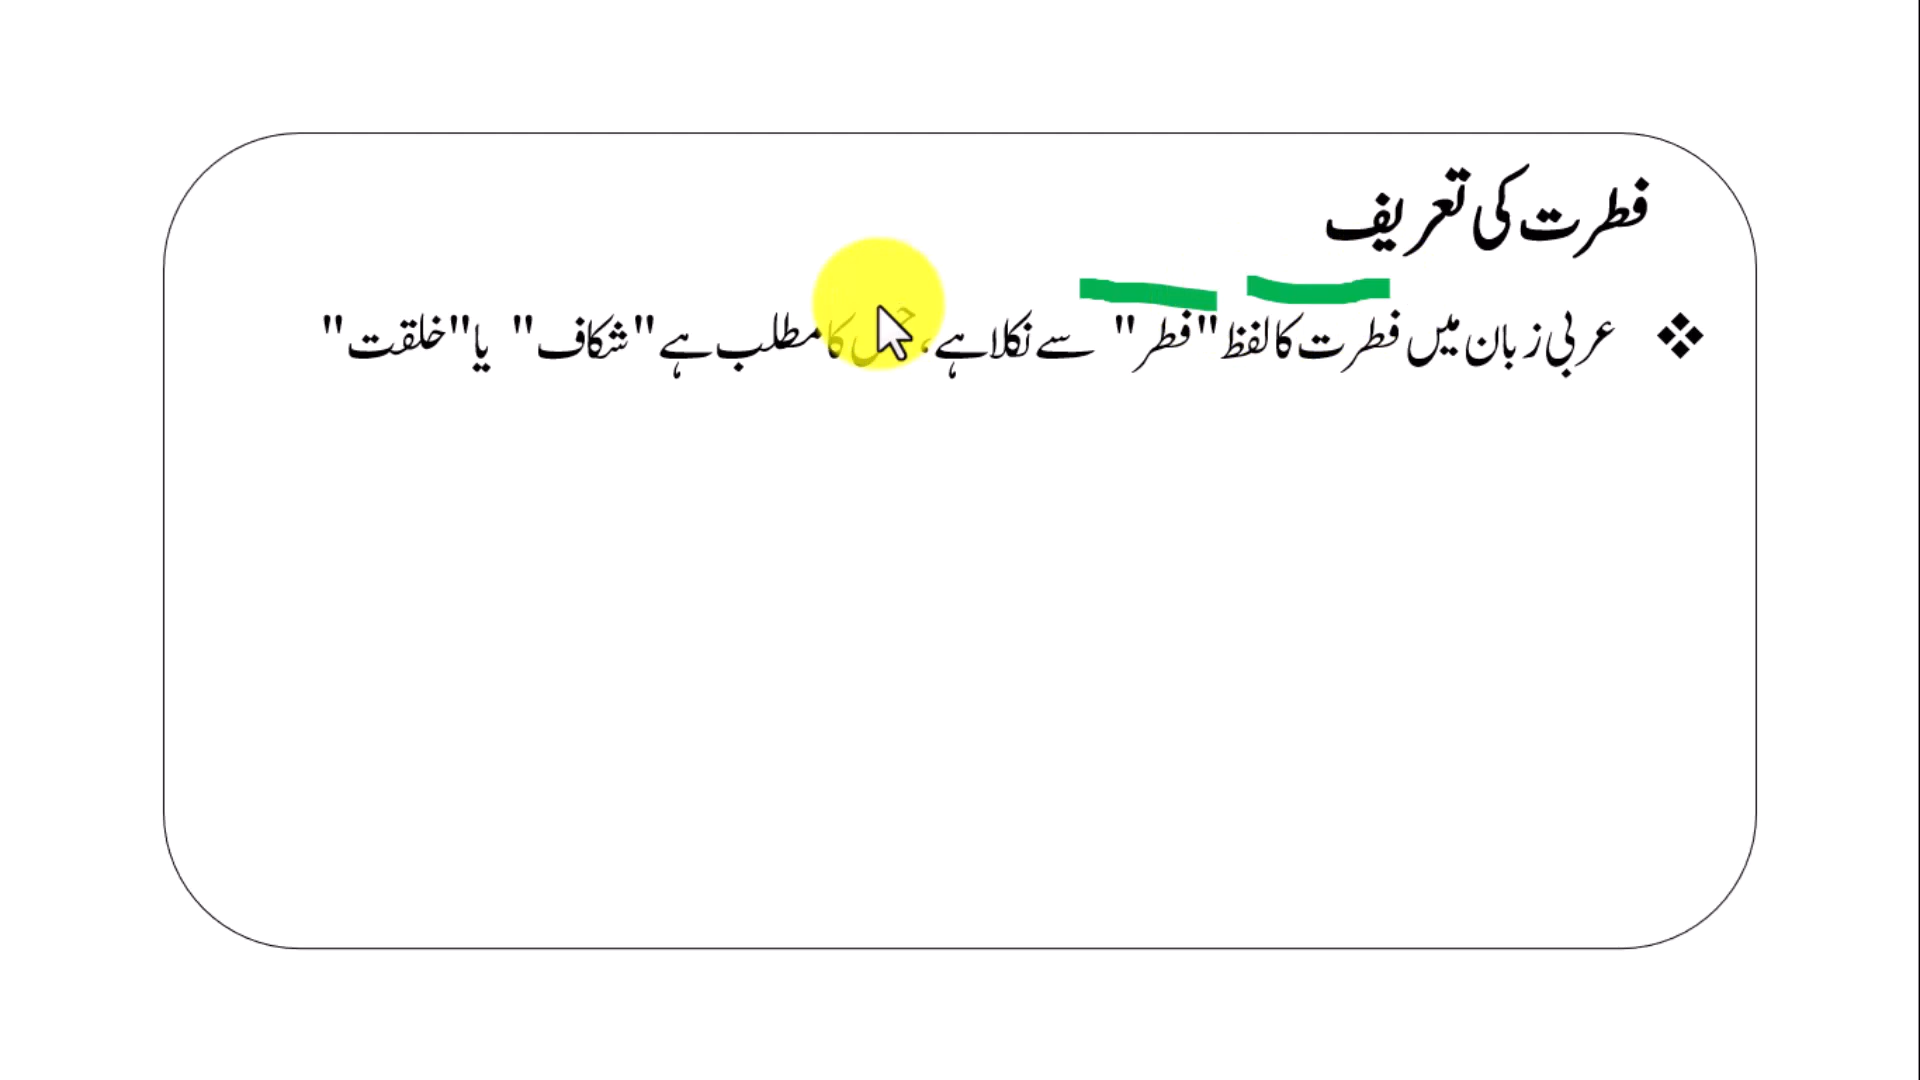 فطرت کی تعریف
❖ عربی زبان میں فطرت کا لفظ "فطر" سے نکلا ہے، جس کا مطلب ہے "شکاف" یا "خلقت"